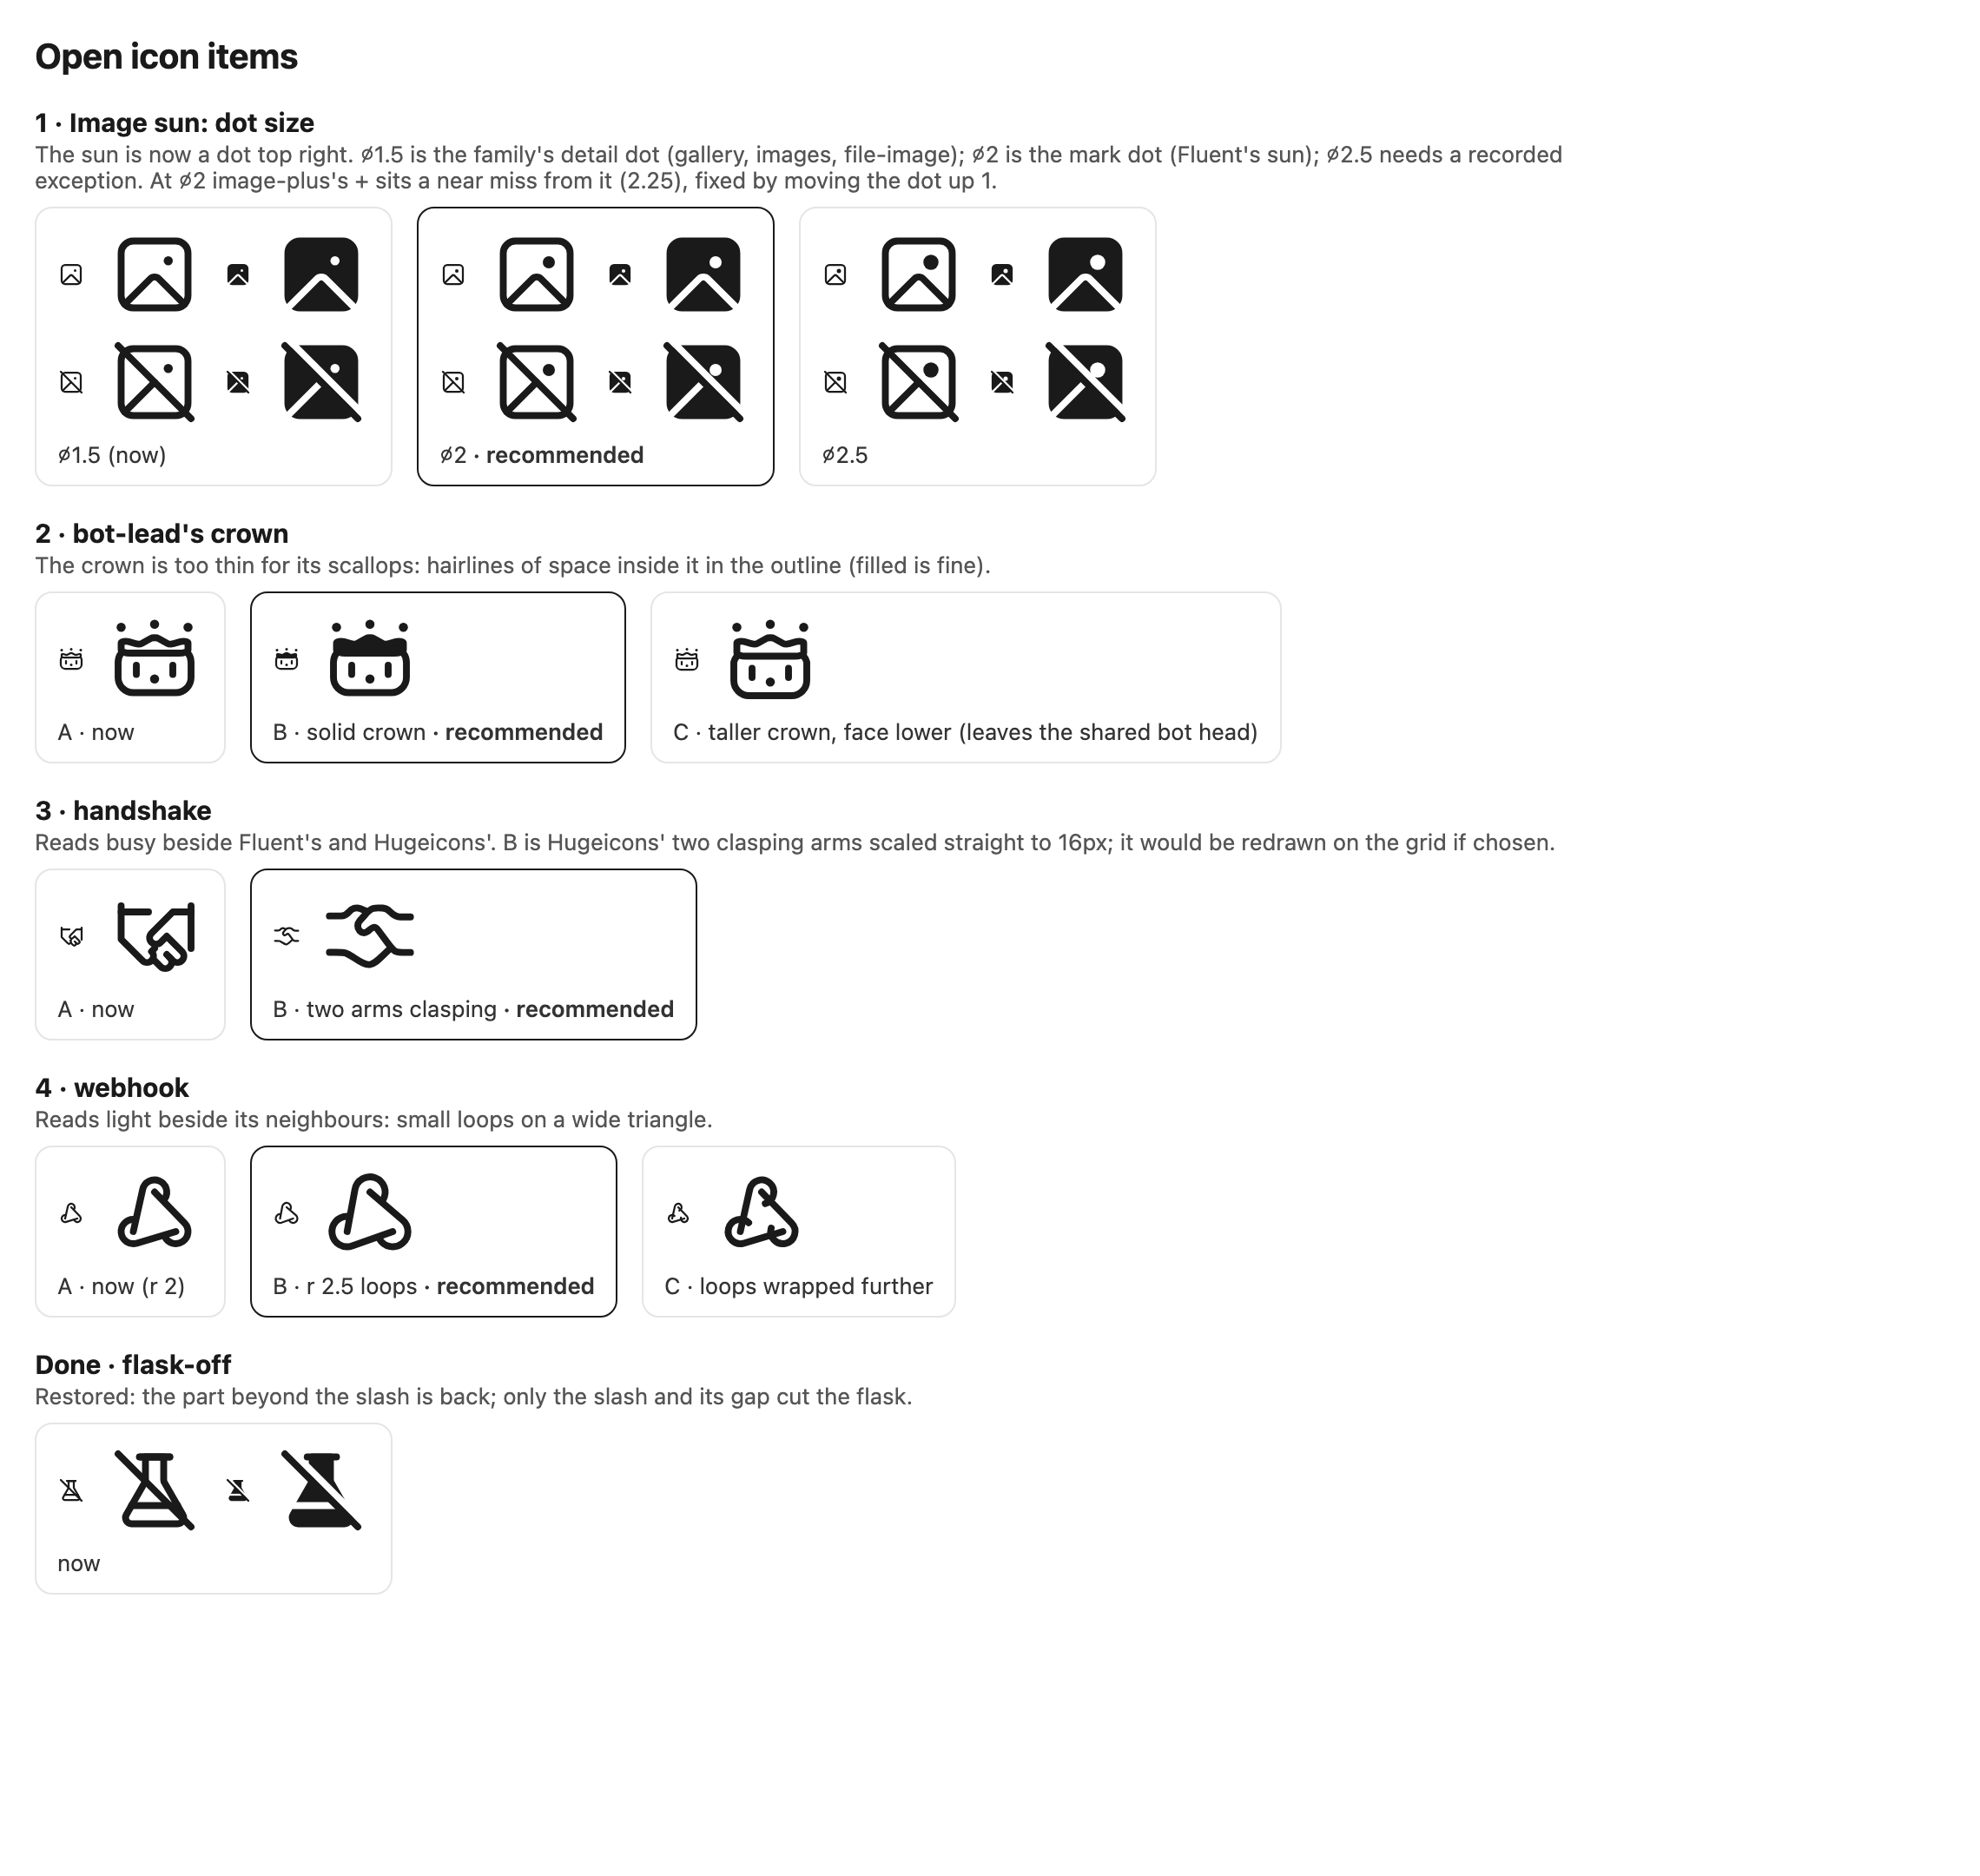 Open icon items
1 · Image sun: dot size
The sun is now a dot top right. ⌀1.5 is the family's detail dot (gallery, images, file-image); ⌀2 is the mark dot (Fluent's sun); ⌀2.5 needs a recorded
exception. At ⌀2 image-plus's + sits a near miss from it (2.25), fixed by moving the dot up 1.
⌀1.5 (now)
⌀2 · recommended
⌀2.5
2 · bot-lead's crown
The crown is too thin for its scallops: hairlines of space inside it in the outline (filled is fine).
A · now
B · solid crown · recommended
C · taller crown, face lower (leaves the shared bot head)
3 · handshake
Reads busy beside Fluent's and Hugeicons'. B is Hugeicons' two clasping arms scaled straight to 16px; it would be redrawn on the grid if chosen.
A · now
B · two arms clasping · recommended
4 · webhook
Reads light beside its neighbours: small loops on a wide triangle.
A · now (r 2)
B · r 2.5 loops · recommended
C · loops wrapped further
Done · flask-off
Restored: the part beyond the slash is back; only the slash and its gap cut the flask.
now